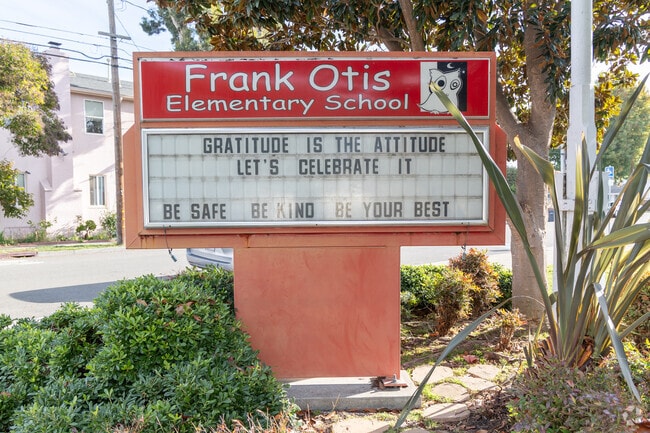 Frank Otis
Elementary School
GRATITUDE IS THE ATTITUDE
LET'S CELEBRATE IT
BE SAFE BE KIND BE YOUR BEST